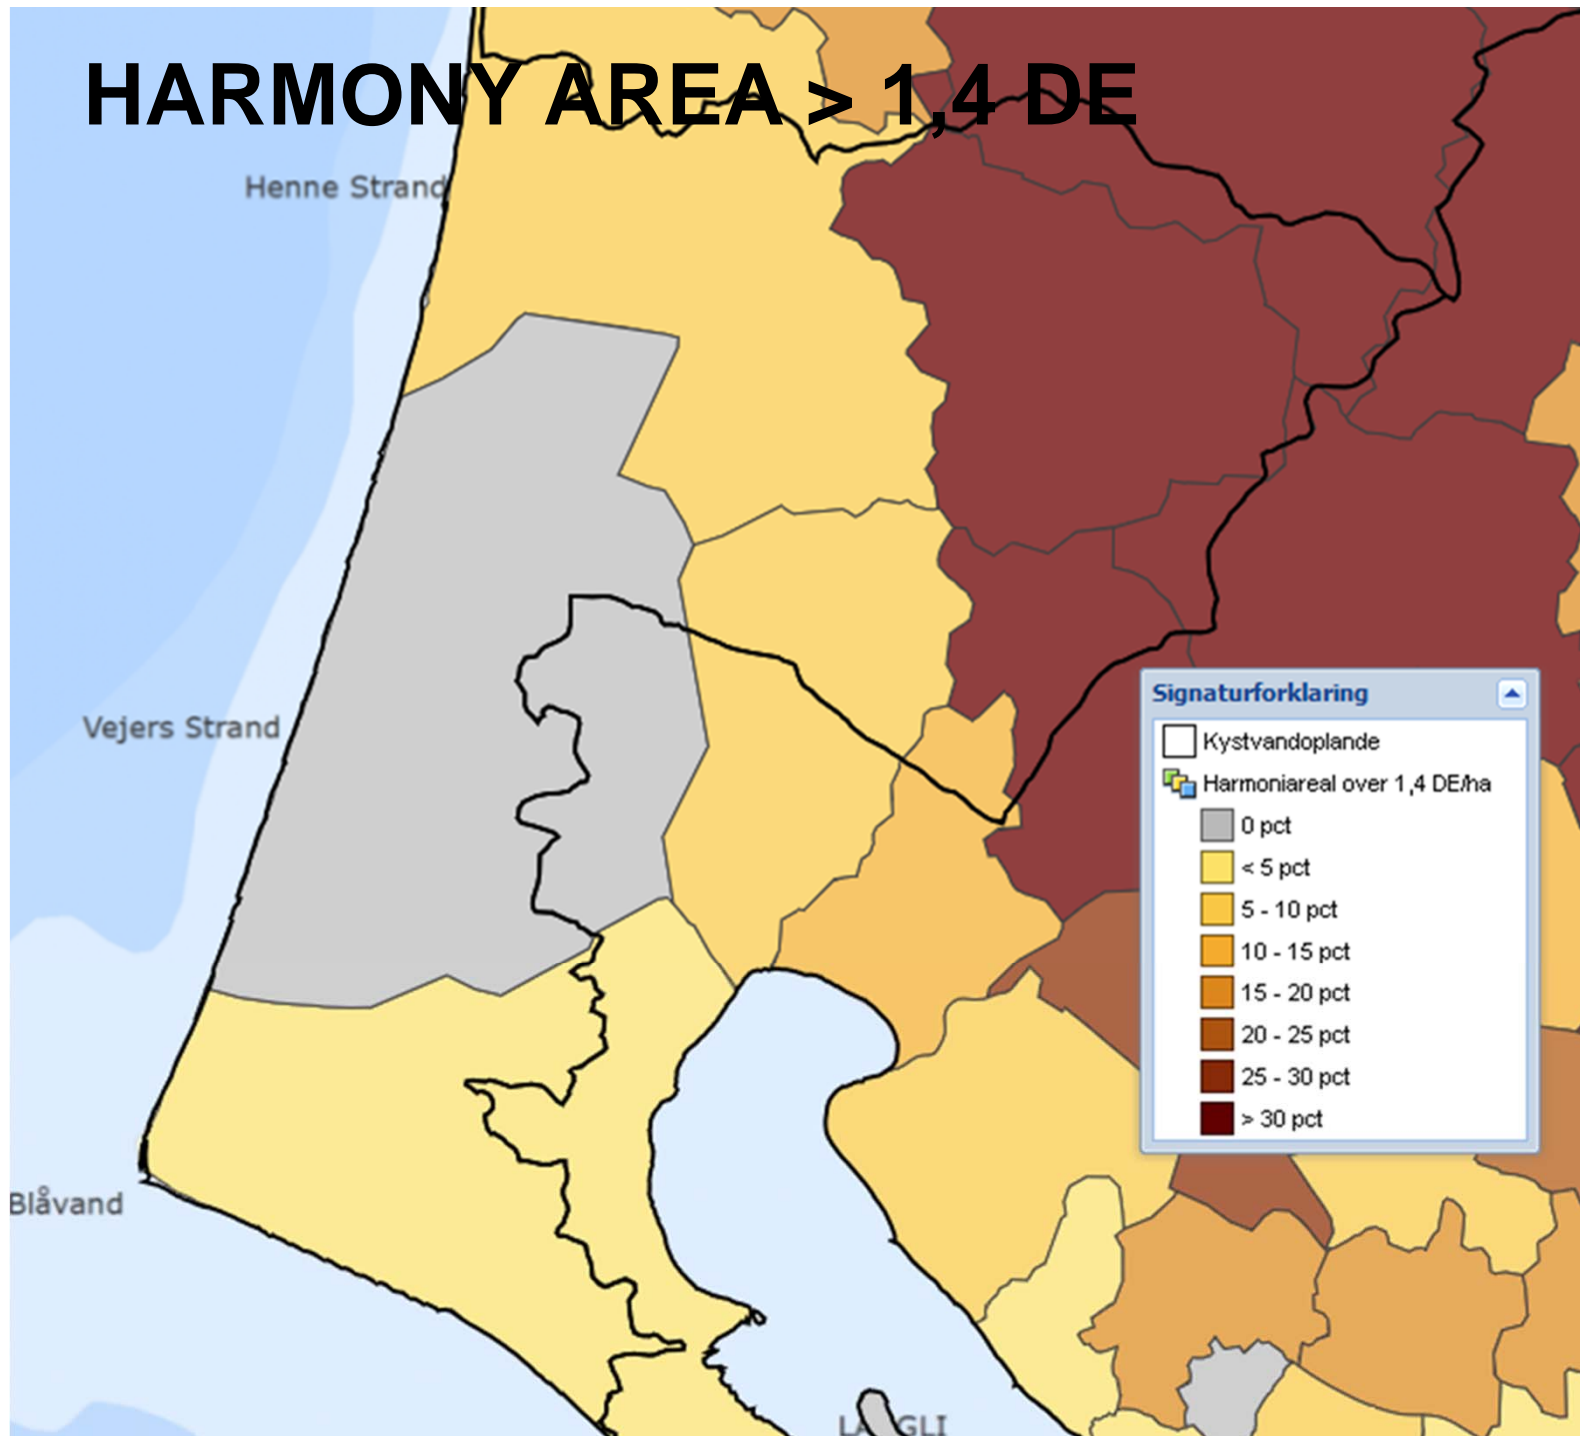 HARMONY AREA > 1,4 DE
Henne Strand
Vejers Strand
Blåvand
Signaturforklaring
Kystvandoplande
Harmoniareal over 1,4 DE/ha
0 pct
< 5 pct
5 - 10 pct
10 - 15 pct
15 - 20 pct
20 - 25 pct
25 - 30 pct
> 30 pct